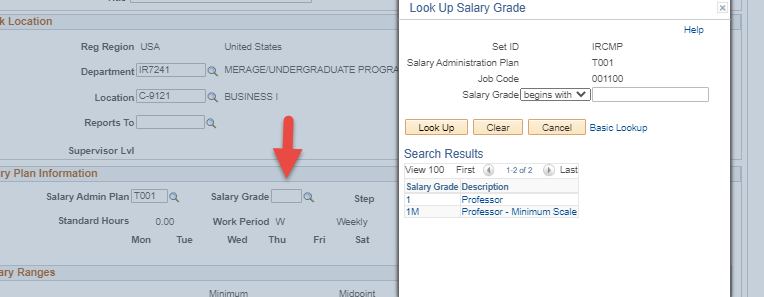 Title
k Location
Reg Region USA United States
Department IR7241 MERAGE/UNDERGRADUATE PROGRA
Location C-9121 BUSINESS I
Reports To
Supervisor Lvl
ry Plan Information
Salary Admin Plan T001 Salary Grade Step
Standard Hours 0.00 Work Period W Weekly
Mon Tue Wed Thu Fri Sat
ary Ranges
Minimum Midpoint
Look Up Salary Grade
Help
Set ID IRCMP
Salary Administration Plan T001
Job Code 001100
Salary Grade begins with
Look Up Clear Cancel Basic Lookup
Search Results
View 100 First 1-2 of 2 Last
Salary Grade Description
1 Professor
1M Professor - Minimum Scale